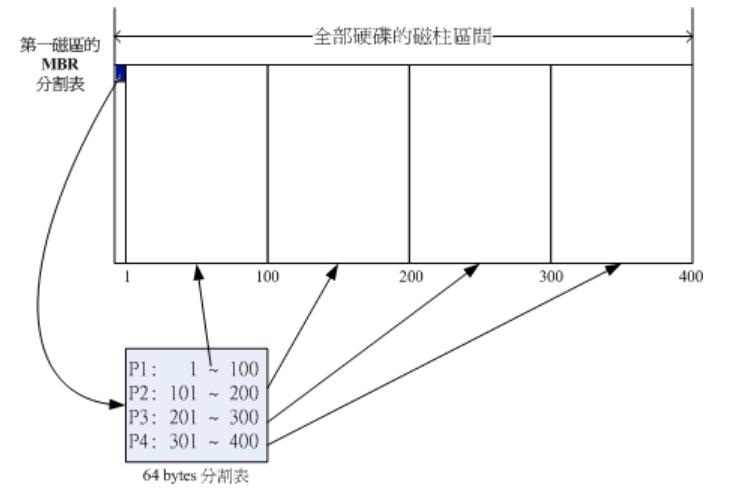 全部硬碟的磁柱區間
第一磁區的
MBR
分割表
1
100
200
300
400
P1: 1 ~ 100
P2: 101 ~ 200
P3: 201 ~ 300
P4: 301 ~ 400
64 bytes 分割表